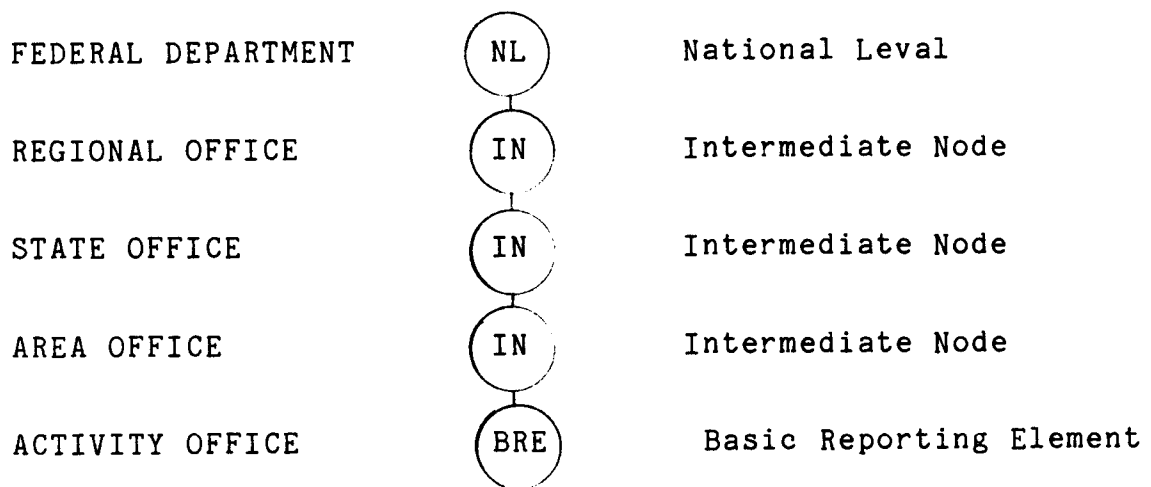 FEDERAL DEPARTMENT NL National Leval
REGIONAL OFFICE IN Intermediate Node
STATE OFFICE IN Intermediate Node
AREA OFFICE IN Intermediate Node
ACTIVITY OFFICE BRE Basic Reporting Element